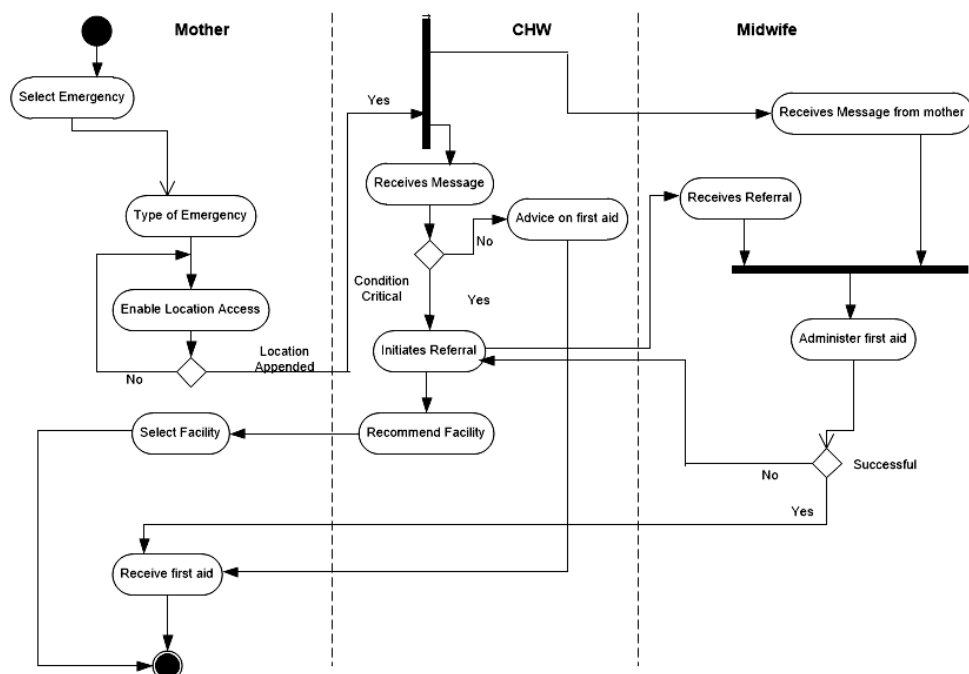 Mother
CHW
Midwife
Select Emergency
Yes
Receives Message from mother
Receives Message
Receives Referral
Type of Emergency
Advice on first aid
No
Condition
Critical
Yes
Enable Location Access
Initiates Referral
Administer first aid
Location
Appended
No
Select Facility
Recommend Facility
Successful
No
Yes
Receive first aid